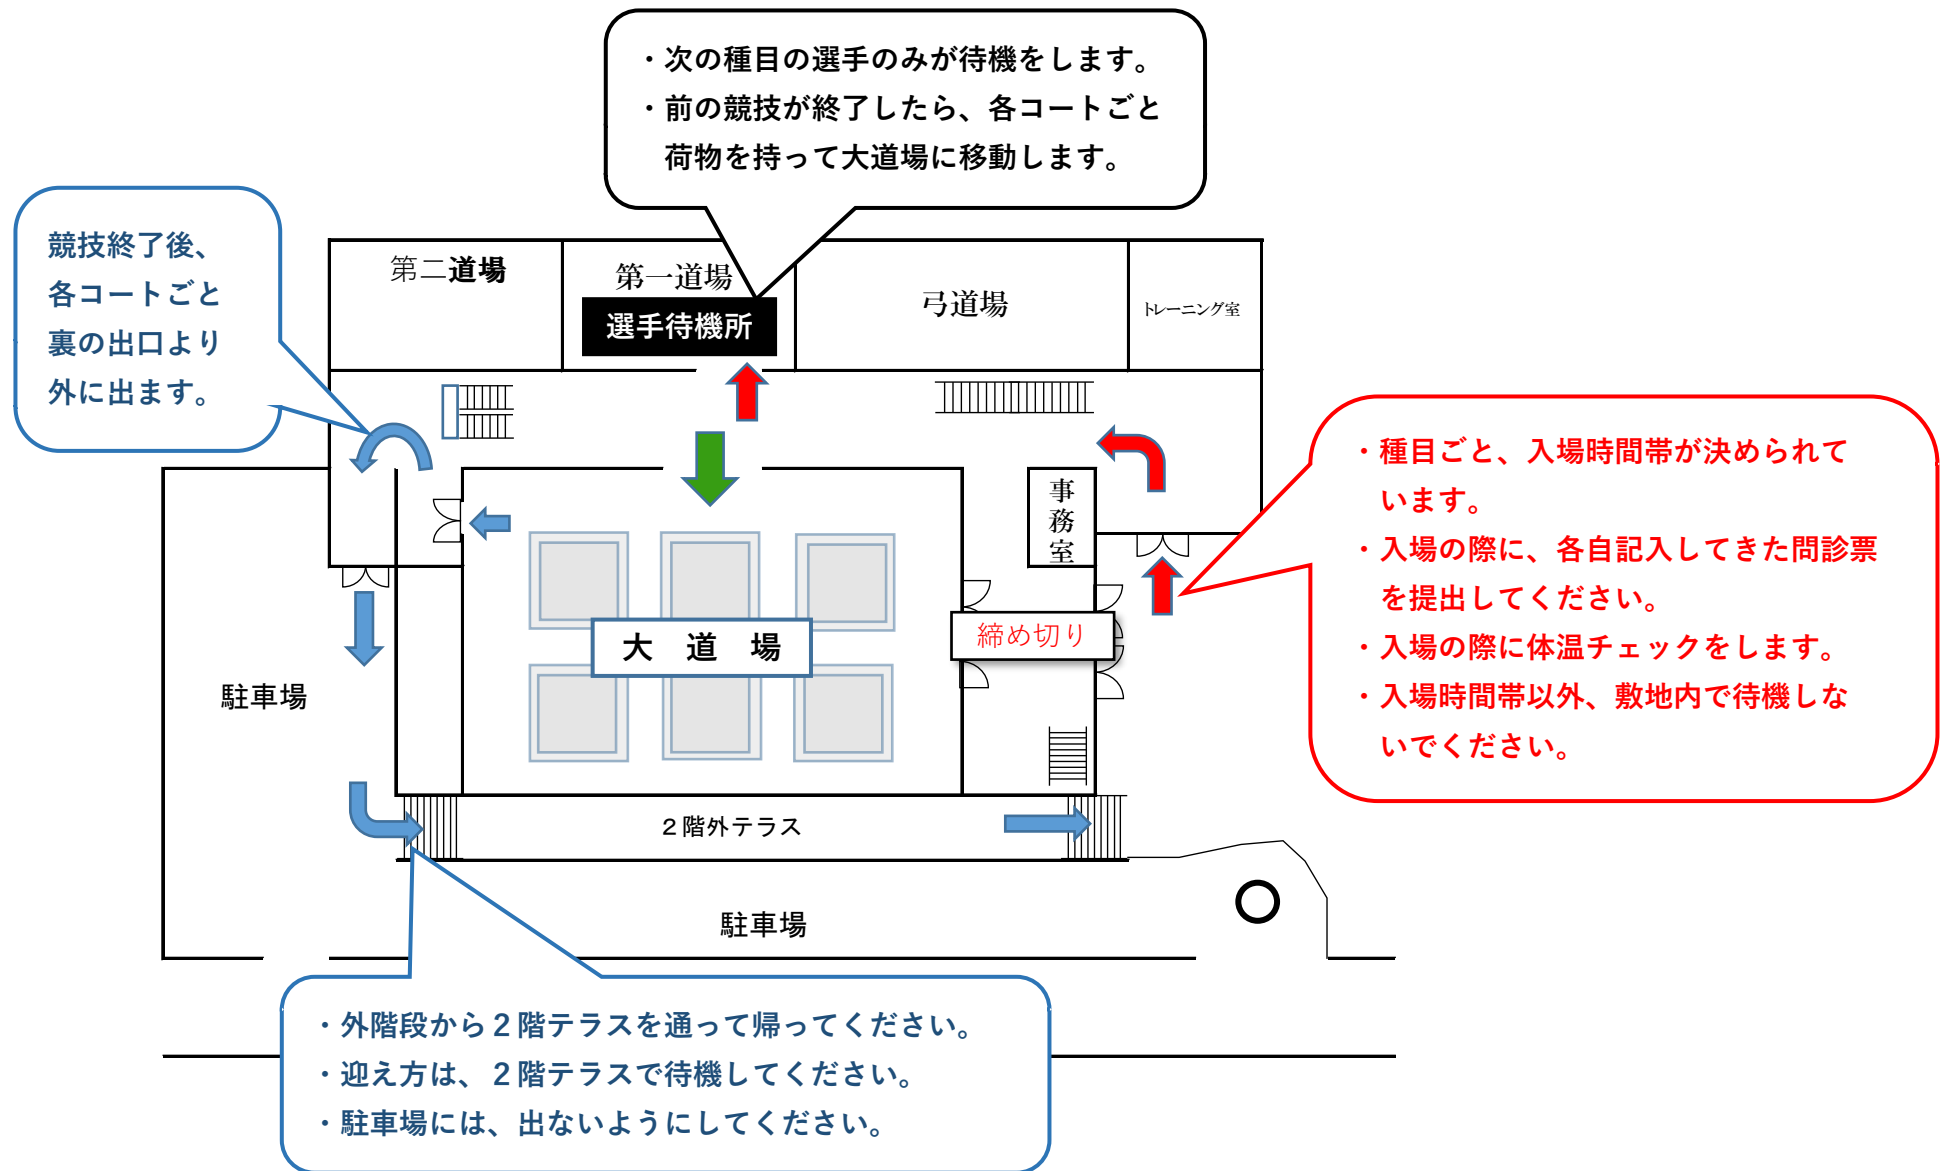 ・次の種目の選手のみが待機をします。
・前の競技が終了したら、各コートごと
荷物を持って大道場に移動します。
競技終了後、
各コートごと
裏の出口より
外に出ます。
第二道場
第一道場
選手待機所
弓道場
トレーニング室
・種目ごと、入場時間帯が決められて
います。
・入場の際に、各自記入してきた問診票
を提出してください。
・入場の際に体温チェックをします。
・入場時間帯以外、敷地内で待機しな
いでください。
事務室
締め切り
大 道 場
駐車場
２階外テラス
駐車場
・外階段から２階テラスを通って帰ってください。
・迎え方は、２階テラスで待機してください。
・駐車場には、出ないようにしてください。